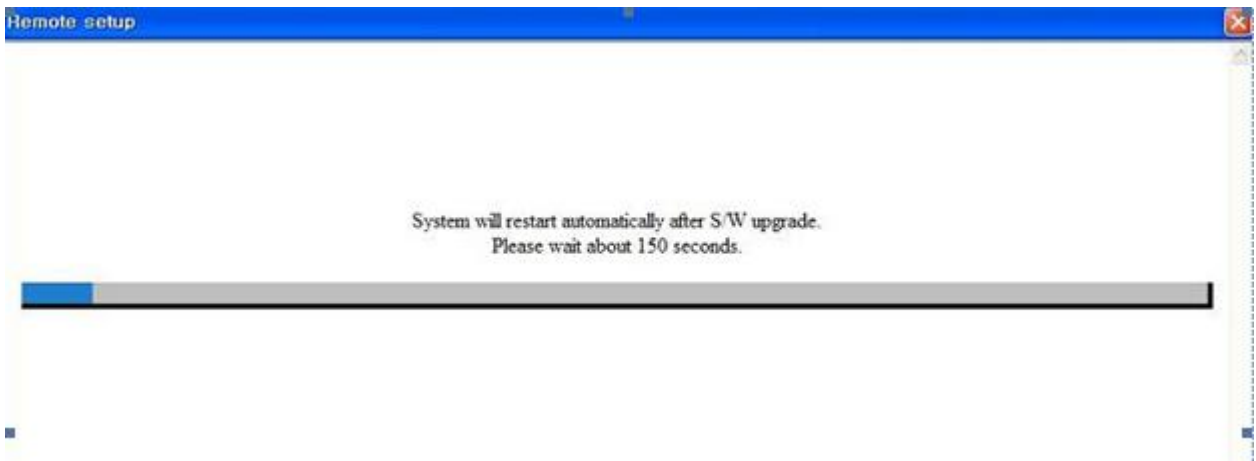 Remote setup
System will restart automatically after S/W upgrade.
Please wait about 150 seconds.